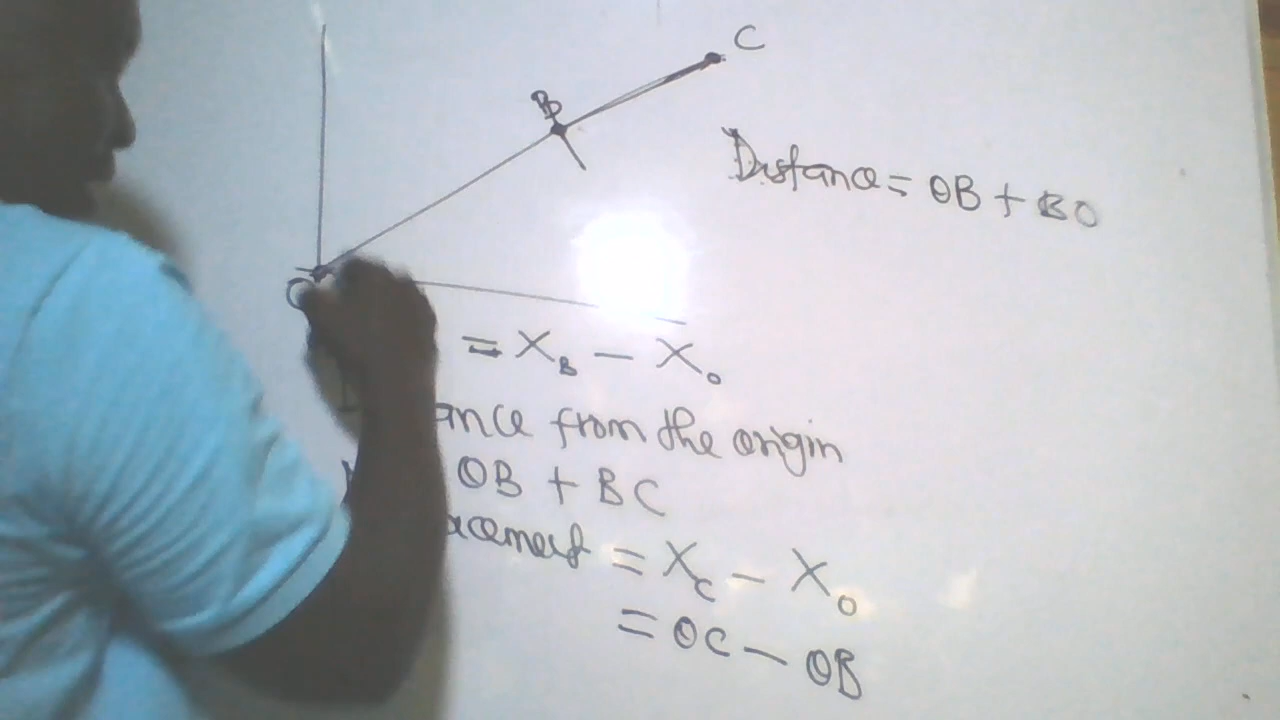 C
B
Distance = OB + BO
O
= X_B - X_O
ance from the origin
OB + BC
acement = X_C - X_O
= OC - OB